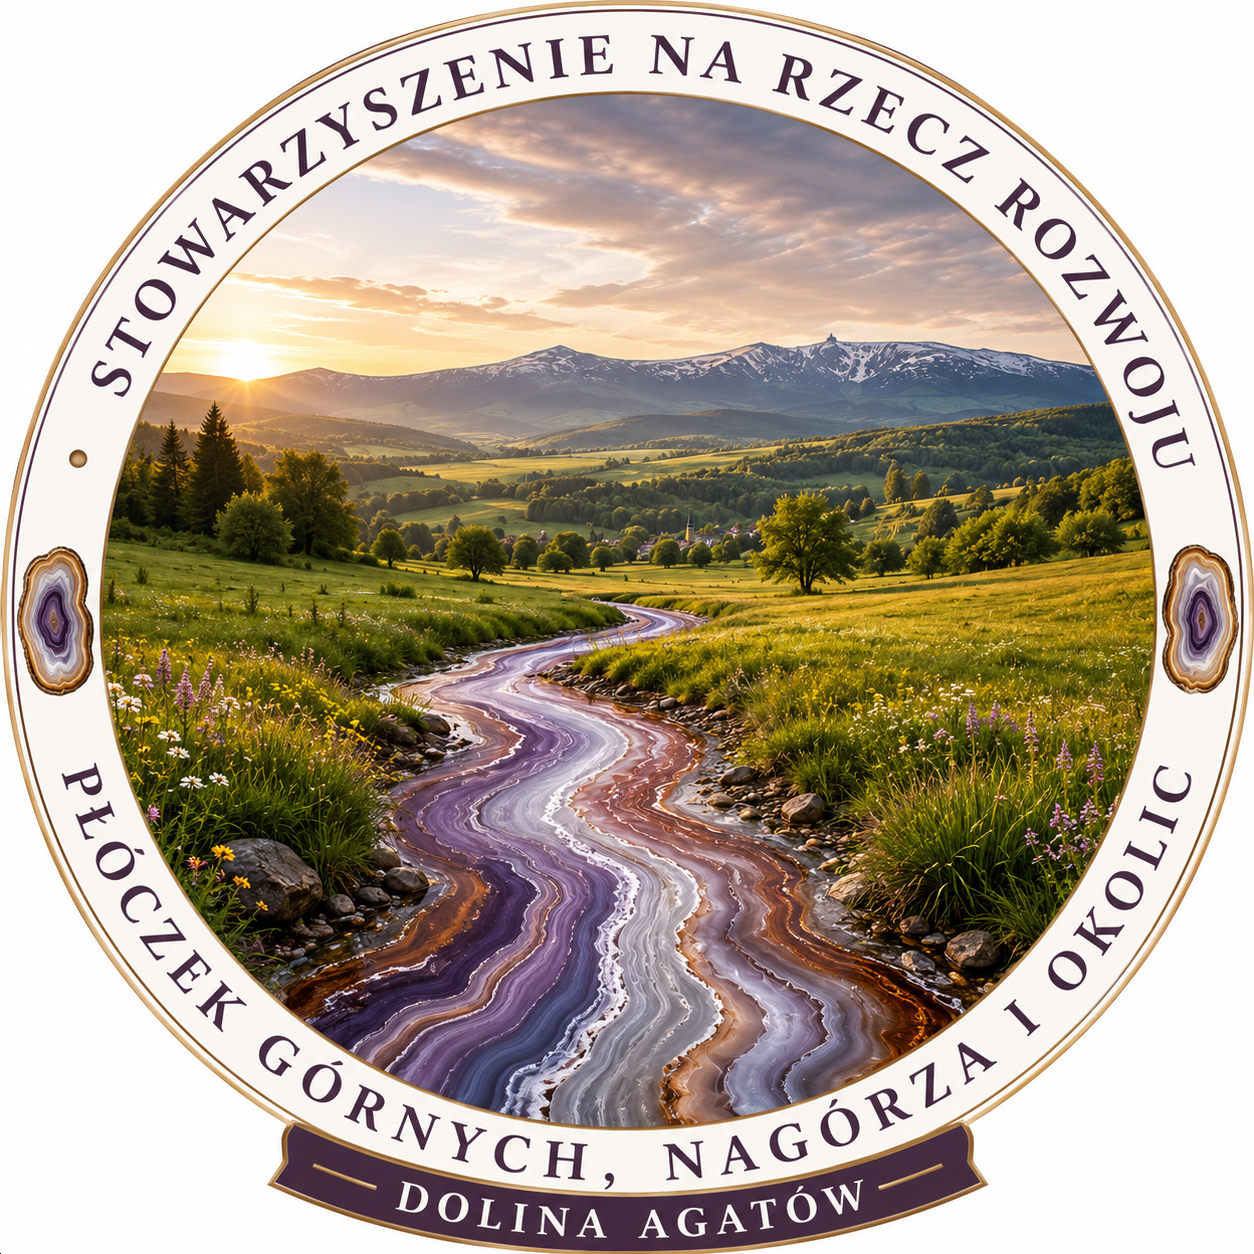 STOWARZYSZENIE NA RZECZ ROZWOJU
PŁÓCZEK GÓRNYCH, NAGÓRZA I OKOLIC
DOLINA AGATÓW